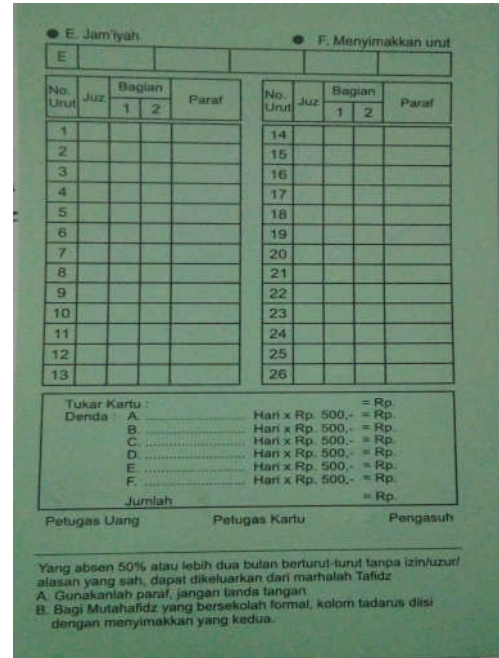 E. Jam'iyah
F. Menyimakkan urut
E
No. Urut Juz Bagian 1 2 Paraf
No. Urut Juz Bagian 1 2 Paraf
1 14
2 15
3 16
4 17
5 18
6 19
7 20
8 21
9 22
10 23
11 24
12 25
13 26
Tukar Kartu : = Rp.
Denda : A. .......................... Hari x Rp. 500,- = Rp.
B. .......................... Hari x Rp. 500,- = Rp.
C. .......................... Hari x Rp. 500,- = Rp.
D. .......................... Hari x Rp. 500,- = Rp.
E. .......................... Hari x Rp. 500,- = Rp.
F. .......................... Hari x Rp. 500,- = Rp.
Jumlah = Rp.
Petugas Uang Petugas Kartu Pengasuh
Yang absen 50% atau lebih dua bulan berturut-turut tanpa izin/uzur/
alasan yang sah, dapat dikeluarkan dari marhalah Tafidz
A. Gunakanlah paraf, jangan tanda tangan
B. Bagi Mutahafidz yang bersekolah formal, kolom tadarus diisi
dengan menyimakkan yang kedua.